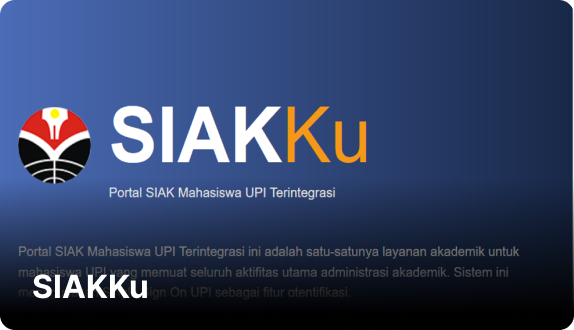 SIAKKu
Portal SIAK Mahasiswa UPI Terintegrasi
Portal SIAK Mahasiswa UPI Terintegrasi ini adalah satu-satunya layanan akademik untuk
mahasiswa UPI yang memuat seluruh aktifitas utama administrasi akademik. Sistem ini
On UPI sebagai fitur otentifikasi.
SIAKKu